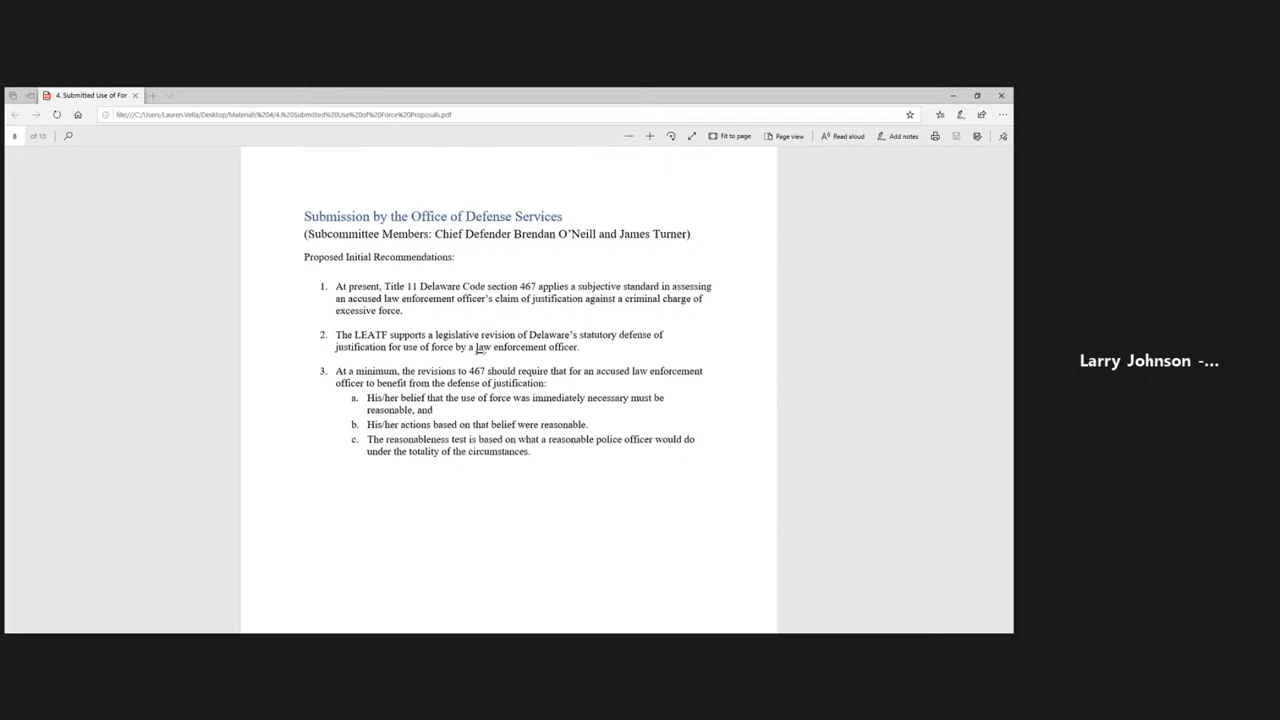 4. Submitted Use of For
file:///C:/Users/Lauren.Vella/Desktop/Materials%204/4.%20Submitted%20Use%20of%20Force%20Proposals.pdf
8 of 10 Fit to page Page view Read aloud Add notes
Submission by the Office of Defense Services
(Subcommittee Members: Chief Defender Brendan O’Neill and James Turner)
Proposed Initial Recommendations:
1. At present, Title 11 Delaware Code section 467 applies a subjective standard in assessing
an accused law enforcement officer’s claim of justification against a criminal charge of
excessive force.
2. The LEATF supports a legislative revision of Delaware’s statutory defense of
justification for use of force by a law enforcement officer.
3. At a minimum, the revisions to 467 should require that for an accused law enforcement
officer to benefit from the defense of justification:
a. His/her belief that the use of force was immediately necessary must be
reasonable, and
b. His/her actions based on that belief were reasonable.
c. The reasonableness test is based on what a reasonable police officer would do
under the totality of the circumstances.
Larry Johnson -...